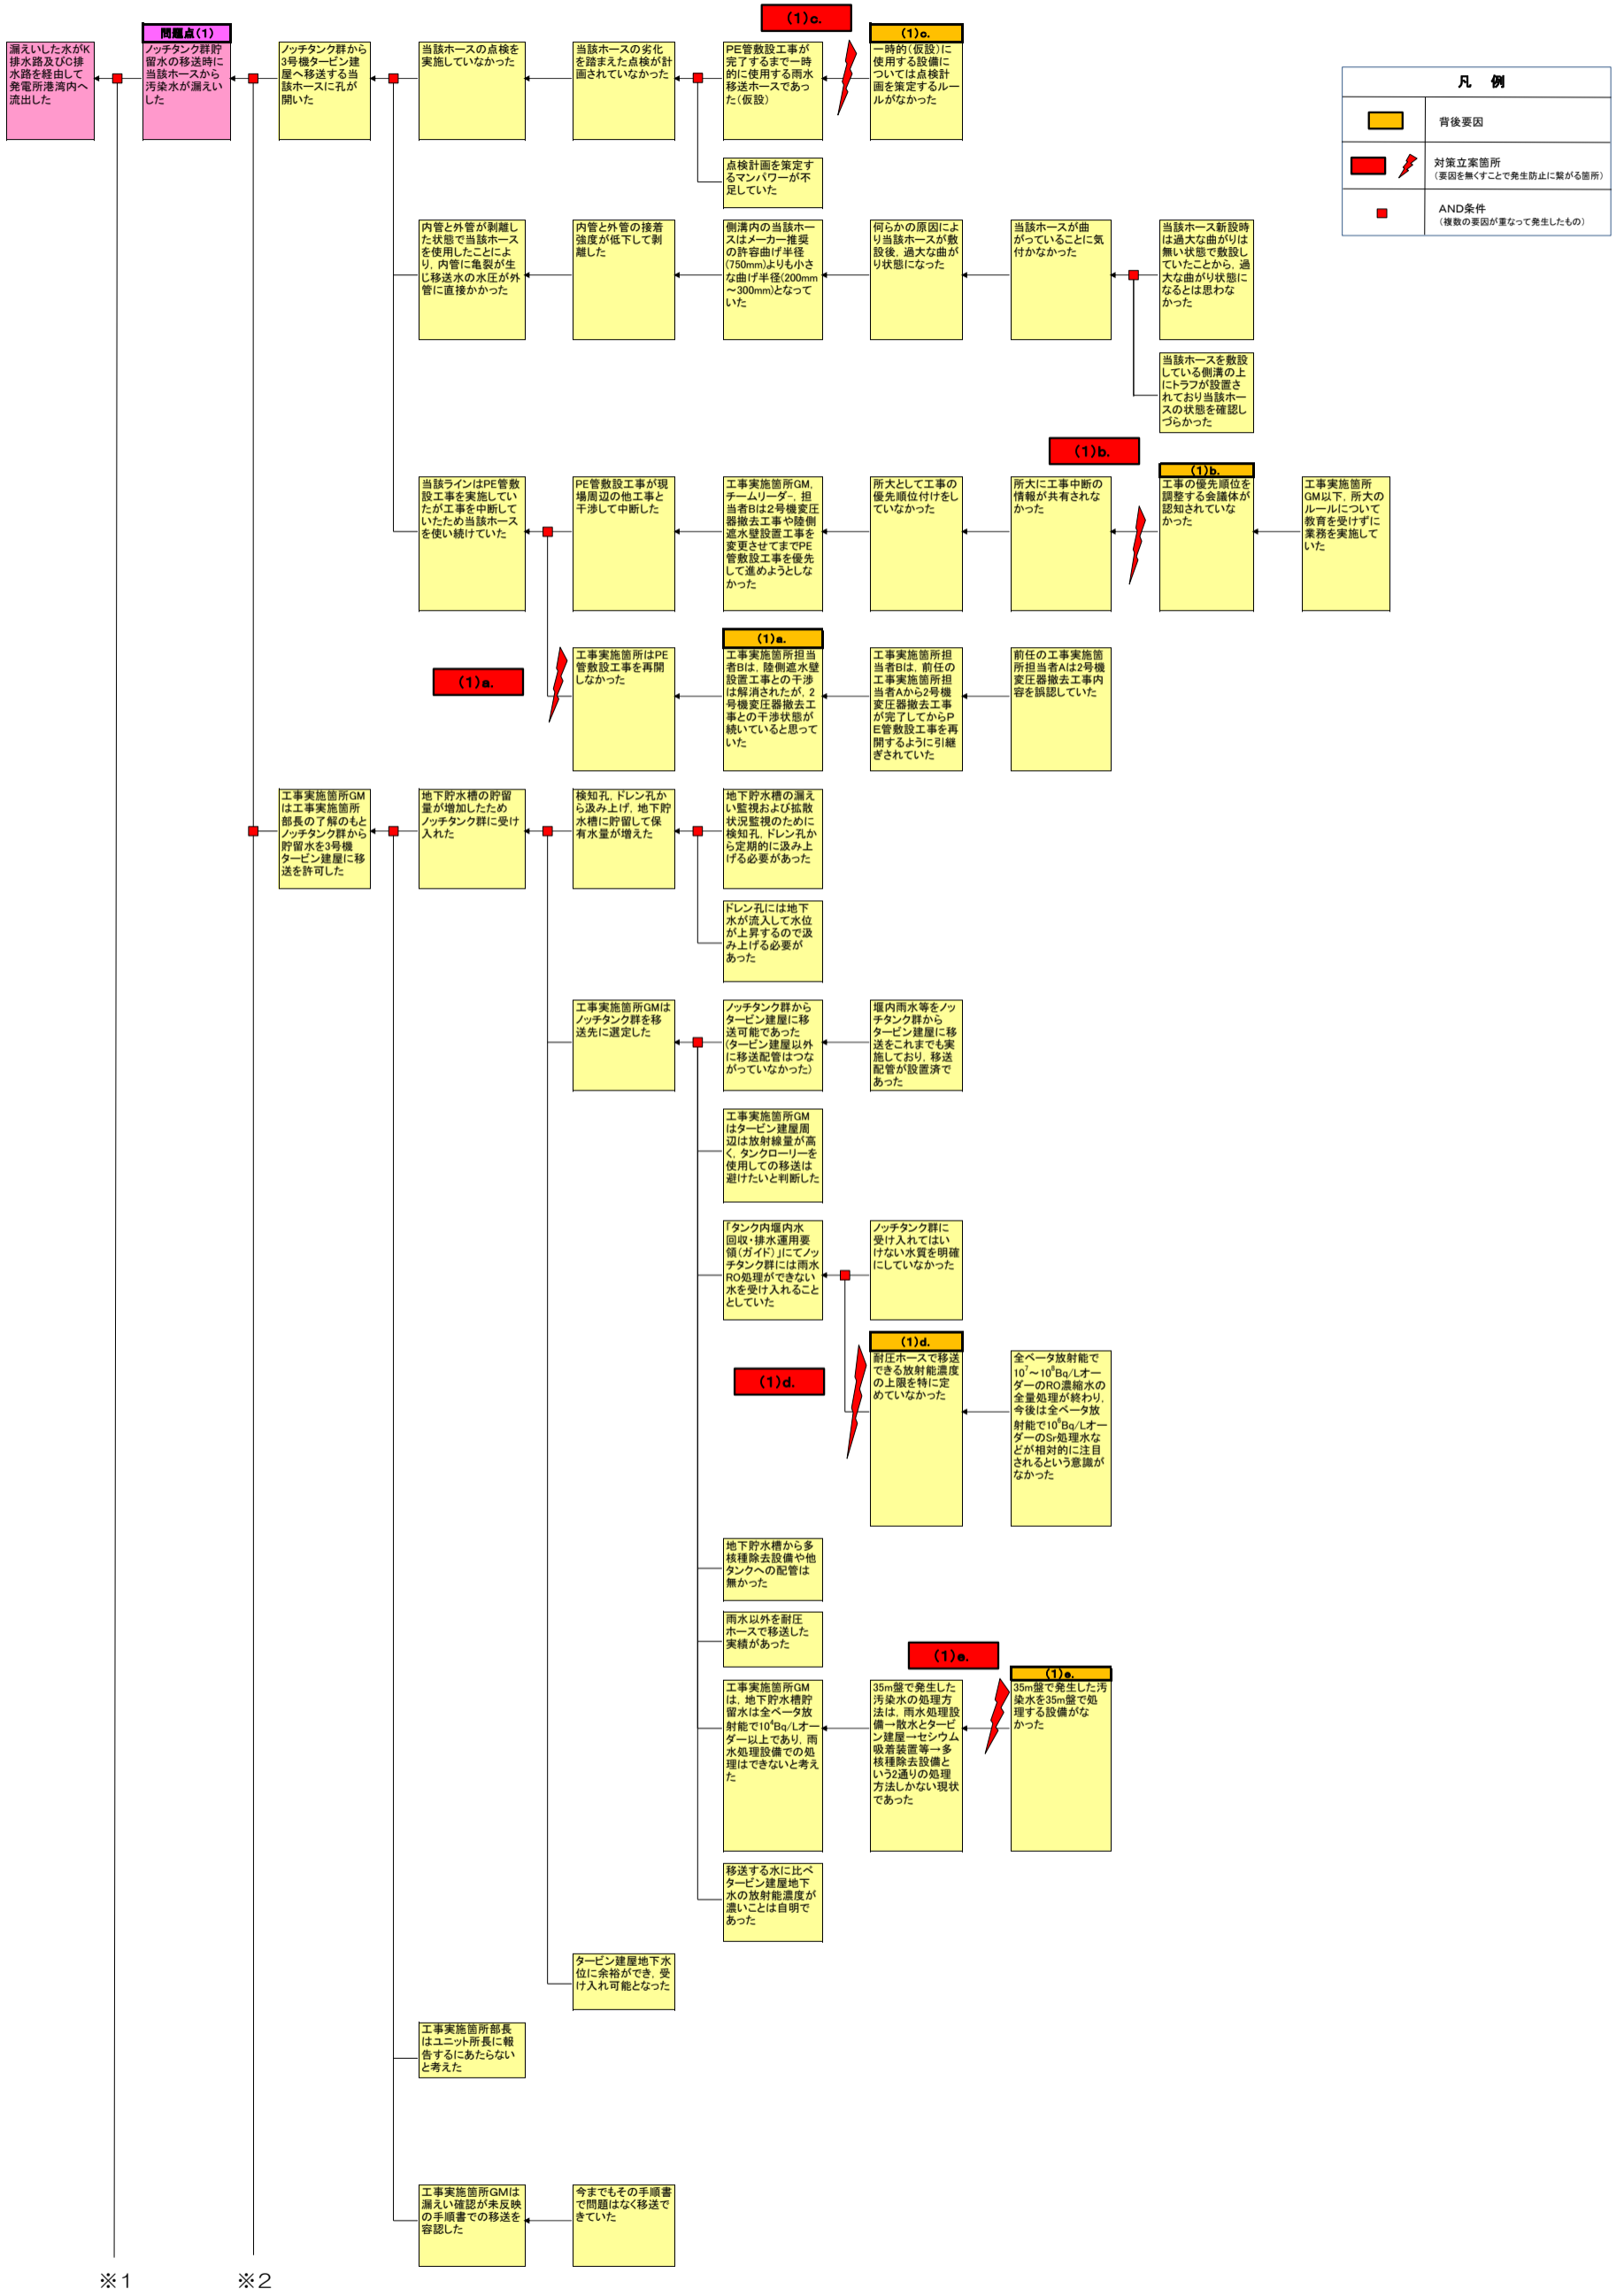 (1)c.
問題点(1)
(1)c.
漏えいした水がK
排水路及びC排
水路を経由して
発電所港湾内へ
流出した
ノッチタンク群貯
留水の移送時に
当該ホースから
汚染水が漏えい
した
ノッチタンク群から
3号機タービン建
屋へ移送する当
該ホースに孔が
開いた
当該ホースの点検を
実施していなかった
当該ホースの劣化
を踏まえた点検が計
画されていなかった
PE管敷設工事が
完了するまで一時
的に使用する雨水
移送ホースであっ
た(仮設)
一時的(仮設)に
使用する設備に
ついては点検計
画を策定するルー
ルがなかった
点検計画を策定す
るマンパワーが不
足していた
凡 例
背後要因
対策立案箇所
(要因を無くすことで発生防止に繋がる箇所)
AND条件
(複数の要因が重なって発生したもの)
内管と外管が剥離し
た状態で当該ホース
を使用したことによ
り、内管に亀裂が生
じ移送水の水圧が外
管に直接かかった
内管と外管の接着
強度が低下して剥
離した
側溝内の当該ホー
スはメーカー推奨
の許容曲げ半径
(750mm)よりも小さ
な曲げ半径(200mm
～300mm)となって
いた
何らかの原因によ
り当該ホースが敷
設後、過大な曲が
り状態になった
当該ホースが曲
がっていることに気
付かなかった
当該ホース新設時
は過大な曲がりは
無い状態で敷設し
ていたことから、過
大な曲がり状態に
なるとは思わな
かった
当該ホースを敷設
している側溝の上
にトラフが設置さ
れており当該ホー
スの状態を確認し
づらかった
(1)b.
(1)b.
当該ラインはPE管敷
設工事を実施してい
たが工事を中断して
いたため当該ホース
を使い続けていた
PE管敷設工事が現
場周辺の他工事と
干渉して中断した
工事実施箇所GM、
チームリーダー、担
当者Bは2号機変圧
器撤去工事や陸側
遮水壁設置工事を
変更させてまでPE
管敷設工事を優先
して進めようとしな
かった
所大として工事の
優先順位付けをし
ていなかった
所大に工事中断の
情報が共有されな
かった
工事の優先順位を
調整する会議体が
認知されていな
かった
工事実施箇所
GM以下、所大の
ルールについて
教育を受けずに
業務を実施して
いた
(1)a.
(1)a.
工事実施箇所はPE
管敷設工事を再開
しなかった
工事実施箇所担当
者Bは、陸側遮水壁
設置工事との干渉
は解消されたが、2
号機変圧器撤去工
事との干渉状態が
続いていると思って
いた
工事実施箇所担
当者Bは、前任の
工事実施箇所担
当者Aから2号機
変圧器撤去工事
が完了してからP
E管敷設工事を再
開するように引継
ぎされていた
前任の工事実施箇
所担当者Aは2号機
変圧器撤去工事内
容を誤認していた
工事実施箇所GM
は工事実施箇所
部長の了解のもと
ノッチタンク群から
貯留水を3号機
タービン建屋に移
送を許可した
地下貯水槽の貯留
量が増加したため
ノッチタンク群に受け
入れた
検知孔、ドレン孔か
ら汲み上げ、地下貯
水槽に貯留して保
有水量が増えた
地下貯水槽の漏え
い監視および拡散
状況監視のために
検知孔、ドレン孔か
ら定期的に汲み上
げる必要があった
ドレン孔には地下
水が流入して水位
が上昇するので汲
み上げる必要が
あった
工事実施箇所GMは
ノッチタンク群を移
送先に選定した
ノッチタンク群から
タービン建屋に移
送可能であった
(タービン建屋以外
に移送配管はつな
がっていなかった)
堰内雨水等をノッ
チタンク群から
タービン建屋に移
送をこれまでも実
施しており、移送
配管が設置済で
あった
工事実施箇所GM
はタービン建屋周
辺は放射線量が高
く、タンクローリーを
使用しての移送は
避けたいと判断した
「タンク内堰内水
回収・排水運用要
領(ガイド)」にてノッ
チタンク群には雨水
RO処理ができない
水を受け入れること
としていた
ノッチタンク群に
受け入れてはい
けない水質を明確
にしていなかった
(1)d.
(1)d.
耐圧ホースで移送
できる放射能濃度
の上限を特に定
めていなかった
全ベータ放射能で
10⁷～10⁸Bq/Lオー
ダーのRO濃縮水の
全量処理が終わり、
今後は全ベータ放
射能で10⁶Bq/Lオー
ダーのSr処理水な
どが相対的に注目
されるという意識が
なかった
地下貯水槽から多
核種除去設備や他
タンクへの配管は
無かった
雨水以外を耐圧
ホースで移送した
実績があった
(1)e.
(1)e.
工事実施箇所GM
は、地下貯水槽貯
留水は全ベータ放
射能で10⁴Bq/Lオー
ダー以上であり、雨
水処理設備での処
理はできないと考え
た
35m盤で発生した
汚染水の処理方
法は、雨水処理設
備→散水とタービ
ン建屋→セシウム
吸着装置等→多
核種除去設備と
いう2通りの処理
方法しかない現状
であった
35m盤で発生した汚
染水を35m盤で処
理する設備がな
かった
移送する水に比べ
タービン建屋地下
水の放射能濃度が
濃いことは自明で
あった
タービン建屋地下水
位に余裕ができ、受
け入れ可能となった
工事実施箇所部長
はユニット所長に報
告するにあたらない
と考えた
工事実施箇所GMは
漏えい確認が未反映
の手順書での移送を
容認した
今までもその手順書
で問題はなく移送で
きていた
※1
※2